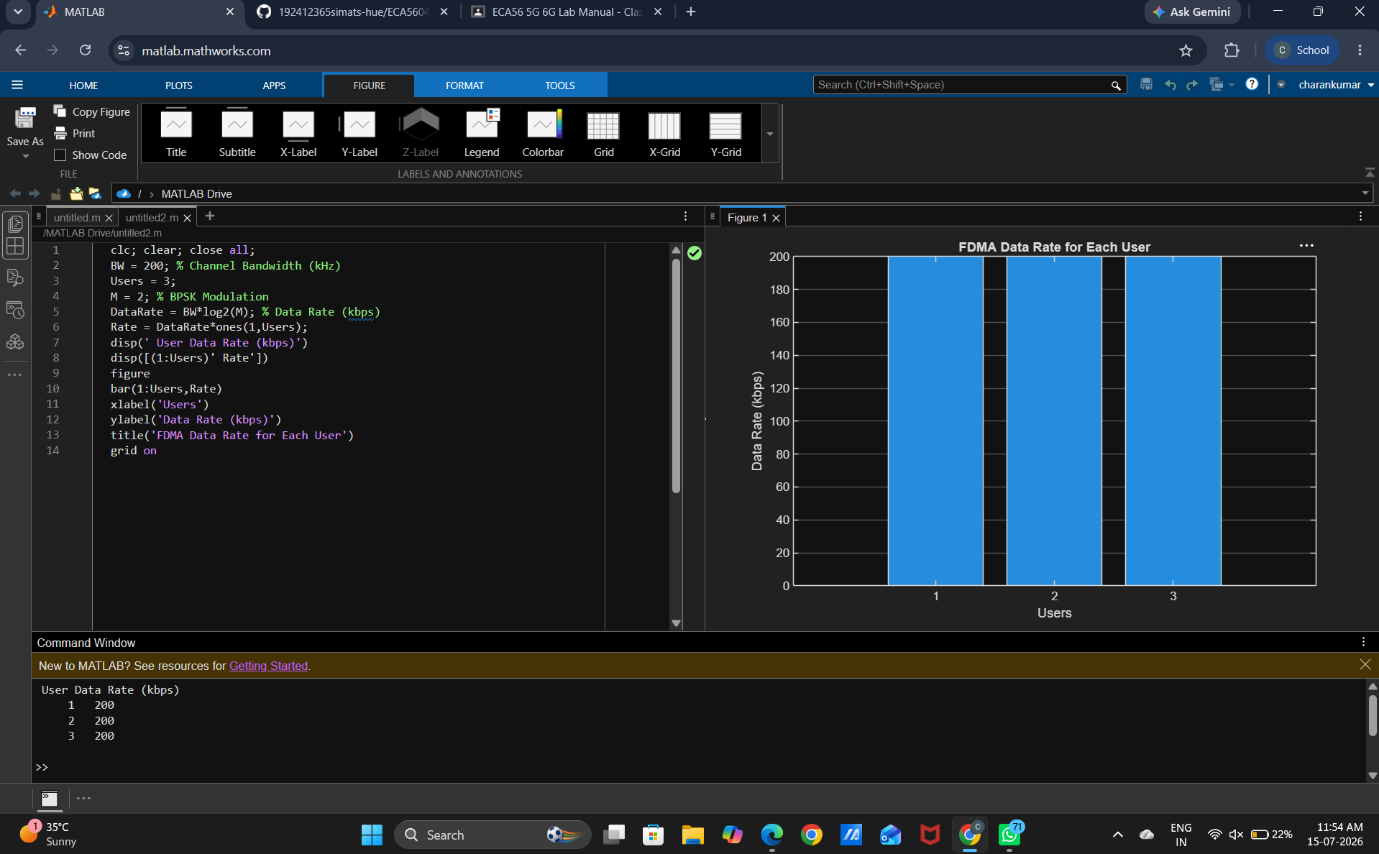 MATLAB
192412365simats-hue/ECA5604
ECA56 5G 6G Lab Manual - Clas
Ask Gemini
matlab.mathworks.com
C School
HOME PLOTS APPS FIGURE FORMAT TOOLS
Search (Ctrl+Shift+Space)
charankumar
Save As
Copy Figure
Print
Show Code
FILE
Title Subtitle X-Label Y-Label Z-Label Legend Colorbar Grid X-Grid Y-Grid
LABELS AND ANNOTATIONS
/ > MATLAB Drive
untitled.m untitled2.m
/MATLAB Drive/untitled2.m
1 clc; clear; close all;
2 BW = 200; % Channel Bandwidth (kHz)
3 Users = 3;
4 M = 2; % BPSK Modulation
5 DataRate = BW*log2(M); % Data Rate (kbps)
6 Rate = DataRate*ones(1,Users);
7 disp(' User Data Rate (kbps)')
8 disp([(1:Users)' Rate'])
9 figure
10 bar(1:Users,Rate)
11 xlabel('Users')
12 ylabel('Data Rate (kbps)')
13 title('FDMA Data Rate for Each User')
14 grid on
Figure 1
FDMA Data Rate for Each User
200
180
160
140
120
100
80
60
40
20
0
Data Rate (kbps)
1 2 3
Users
Command Window
New to MATLAB? See resources for Getting Started.
User Data Rate (kbps)
1 200
2 200
3 200
>>
1
35°C
Sunny
Search
C
71
ENG
IN
22%
11:54 AM
15-07-2026